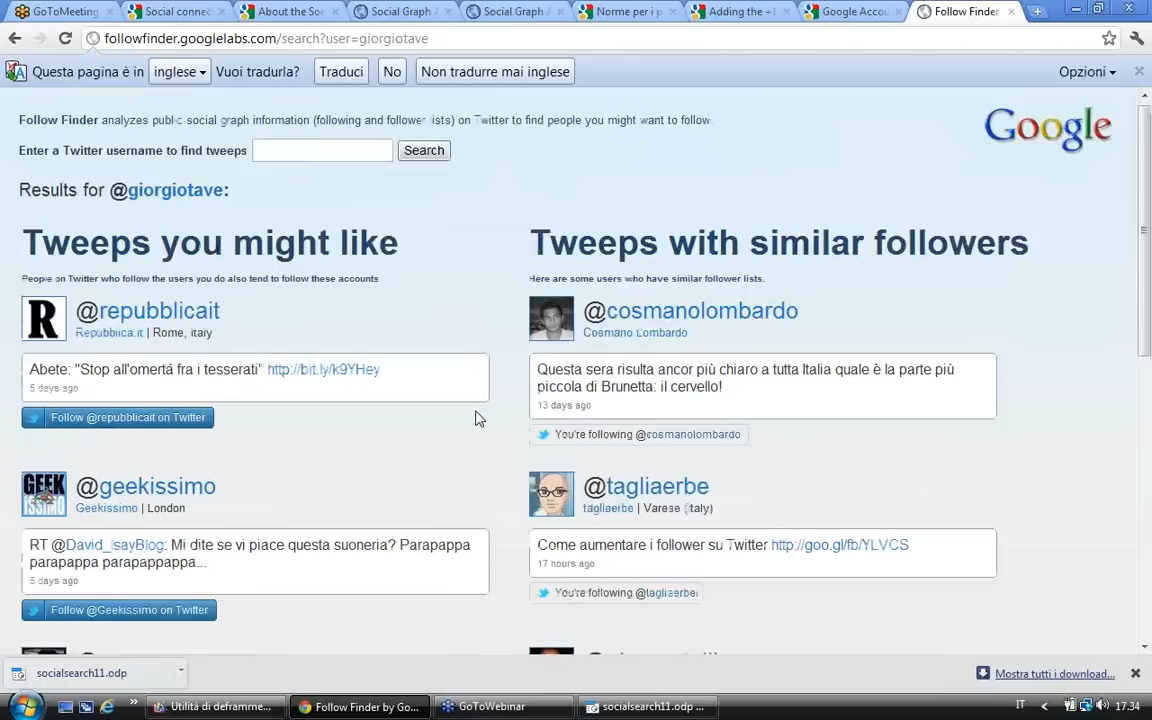 GoToMeeting
Social connec
About the Soc
Social Graph A
Social Graph A
Norme per i p
Adding the +1
Google Accou
Follow Finder
followfinder.googlelabs.com/search?user=giorgiotave
Questa pagina è in inglese Vuoi tradurla? Traduci No Non tradurre mai inglese Opzioni
Follow Finder analyzes public social graph information (following and follower lists) on Twitter to find people you might want to follow.
Google
Enter a Twitter username to find tweeps Search
Results for @giorgiotave:
Tweeps you might like
People on Twitter who follow the users you do also tend to follow these accounts
@repubblicait
Repubblica.it | Rome, italy
Abete: "Stop all'omertá fra i tesserati" http://bit.ly/k9YHey
5 days ago
Follow @repubblicait on Twitter
@geekissimo
Geekissimo | London
RT @David_IsayBlog: Mi dite se vi piace questa suoneria? Parapappa
parapappa parapappappa...
5 days ago
Follow @Geekissimo on Twitter
Tweeps with similar followers
Here are some users who have similar follower lists.
@cosmanolombardo
Cosmano Lombardo
Questa sera risulta ancor più chiaro a tutta Italia quale è la parte più
piccola di Brunetta: il cervello!
13 days ago
You're following @cosmanolombardo
@tagliaerbe
tagliaerbe | Varese (Italy)
Come aumentare i follower su Twitter http://goo.gl/fb/YLVCS
17 hours ago
You're following @tagliaerbe
socialsearch11.odp
Mostra tutti i download...
Utilità di deframme...
Follow Finder by Go...
GoToWebinar
socialsearch11.odp ...
IT
17.34